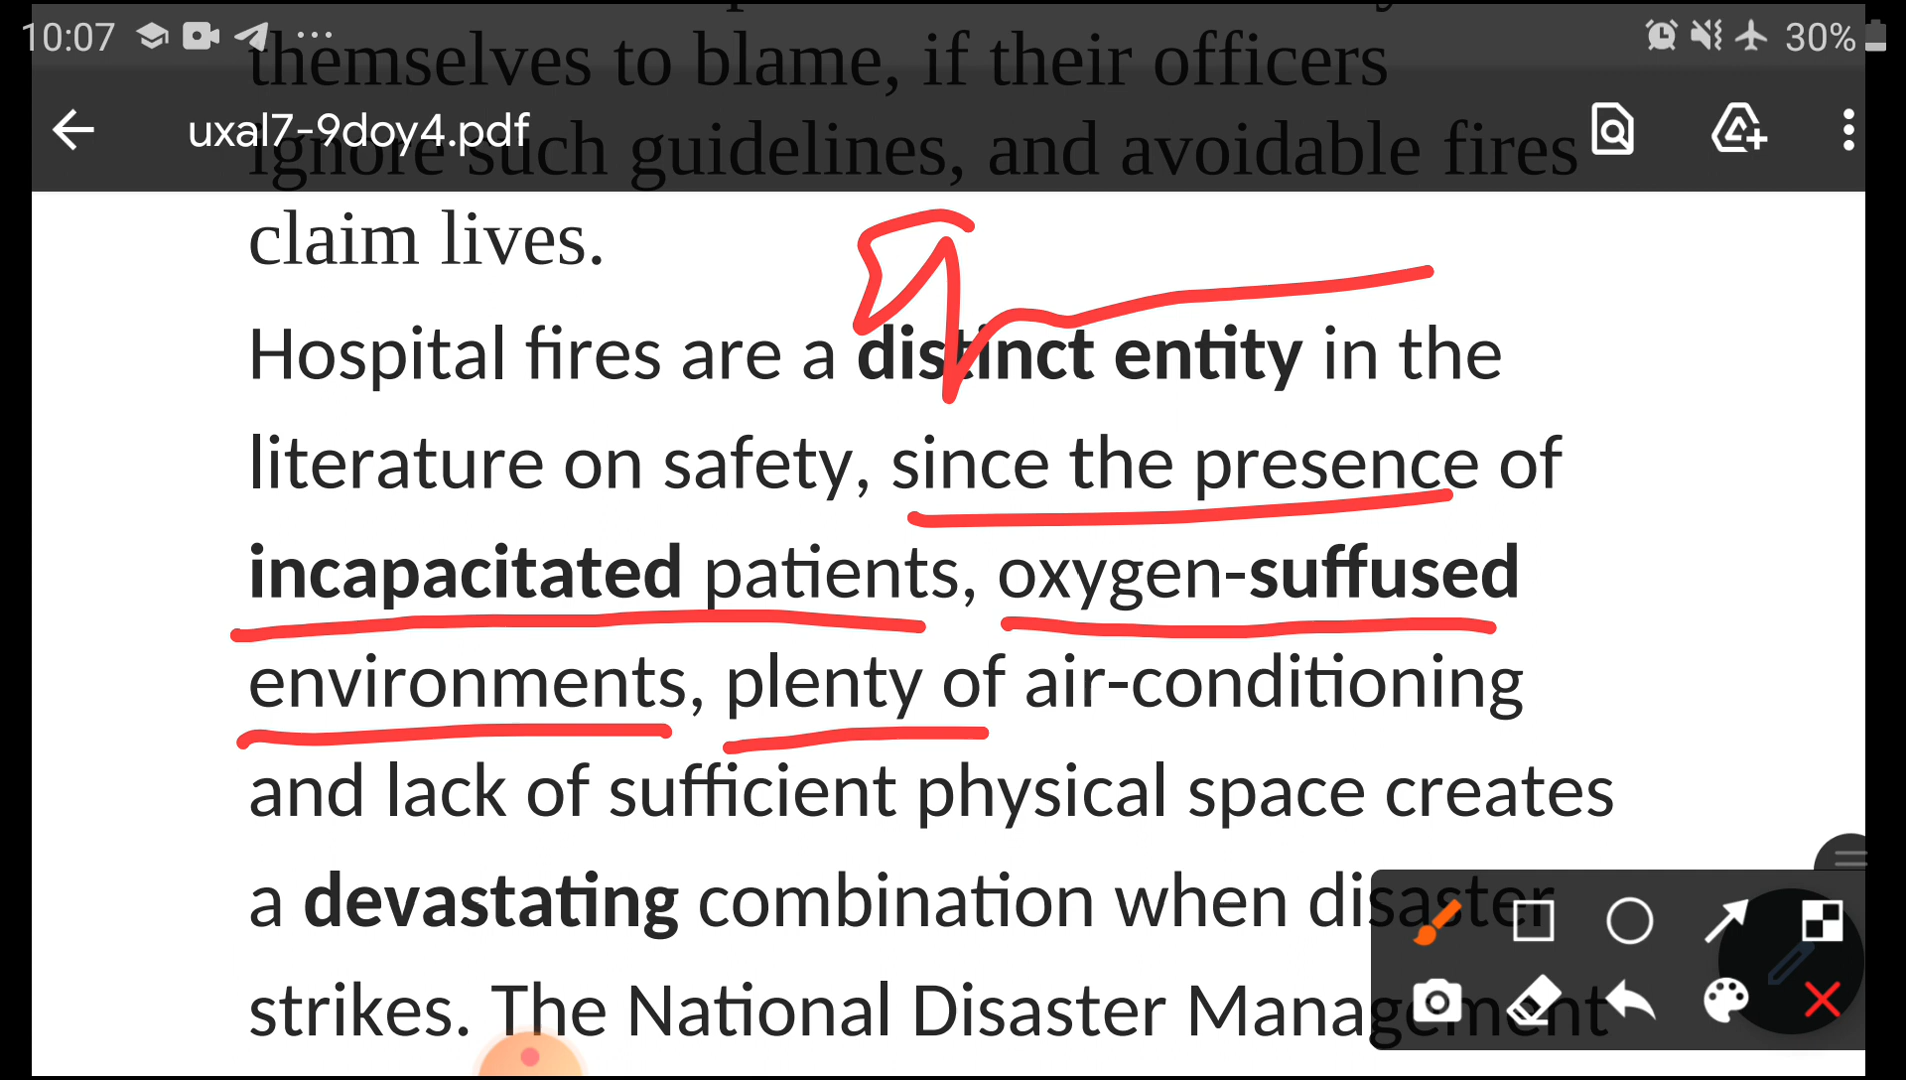 10:07 ... 30%
themselves to blame, if their officers
uxal7-9doy4.pdf
ignore such guidelines, and avoidable fires
claim lives.
Hospital fires are a distinct entity in the
literature on safety, since the presence of
incapacitated patients, oxygen-suffused
environments, plenty of air-conditioning
and lack of sufficient physical space creates
a devastating combination when disaster
strikes. The National Disaster Management